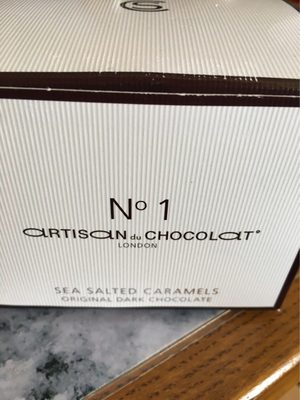 Nº 1
aRTISaN du CHOCOLaT®
LONDON
SEA SALTED CARAMELS
ORIGINAL DARK CHOCOLATE